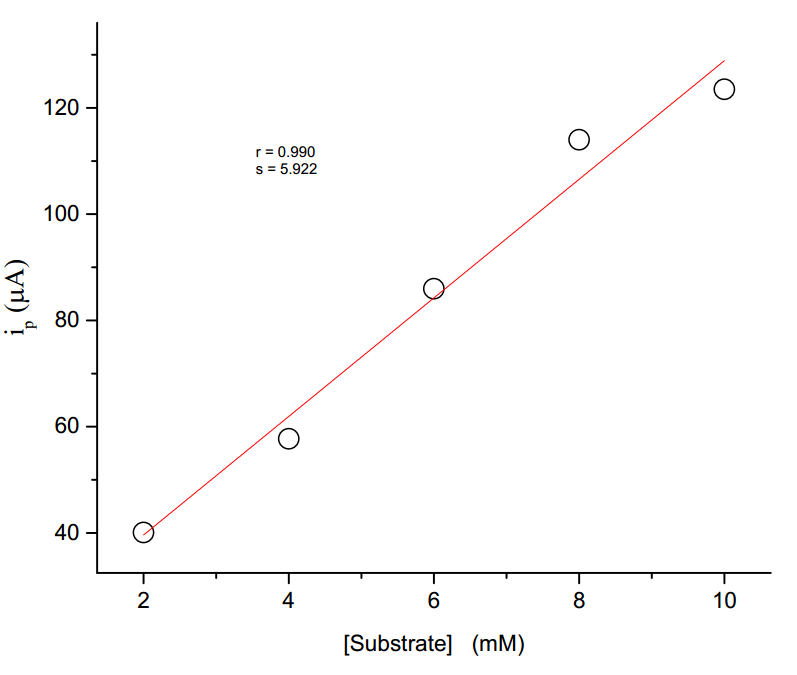 120
100
80
60
40
i_p (μA)
r = 0.990
s = 5.922
2 4 6 8 10
[Substrate] (mM)